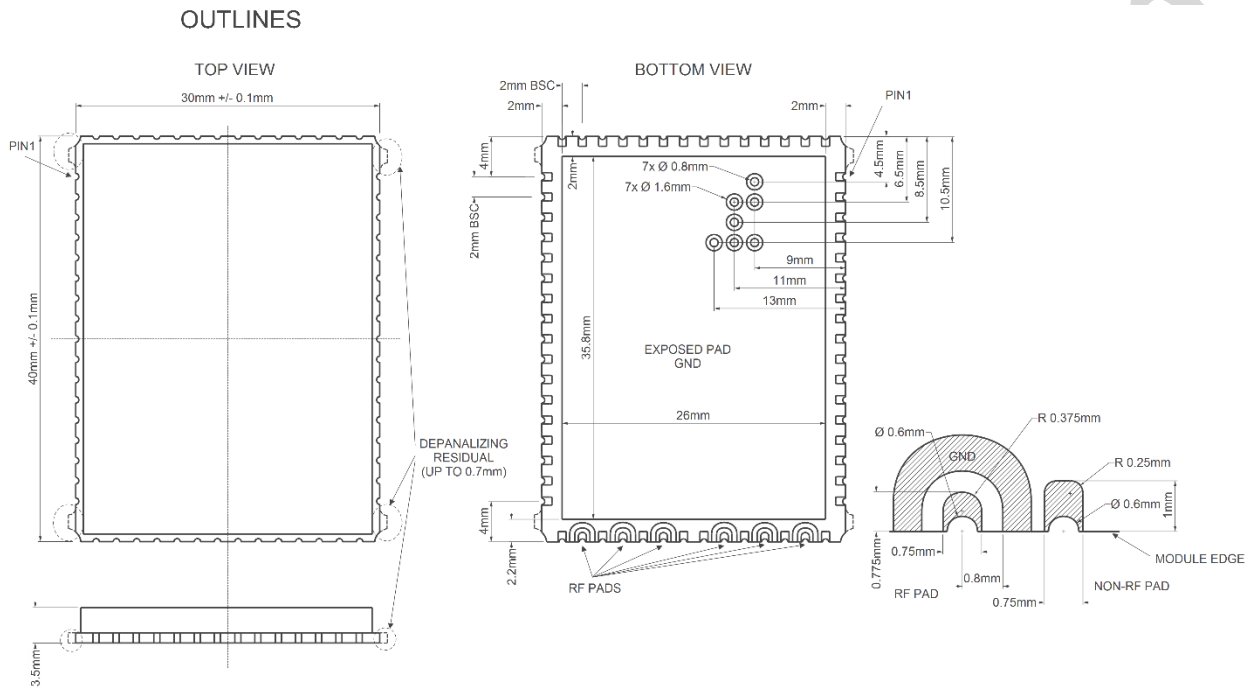 OUTLINES
TOP VIEW
30mm +/- 0.1mm
PIN1
40mm +/- 0.1mm
DEPANALIZING
RESIDUAL
(UP TO 0.7mm)
3.5mm
BOTTOM VIEW
2mm BSC
2mm
2mm
PIN1
4mm
2mm
2mm BSC
7x Ø 0.8mm
7x Ø 1.6mm
4.5mm
6.5mm
8.5mm
10.5mm
9mm
11mm
13mm
35.8mm
EXPOSED PAD
GND
26mm
4mm
2.2mm
RF PADS
R 0.375mm
Ø 0.6mm
GND
R 0.25mm
Ø 0.6mm
1mm
MODULE EDGE
0.775mm
0.75mm
0.8mm
RF PAD
NON-RF PAD
0.75mm